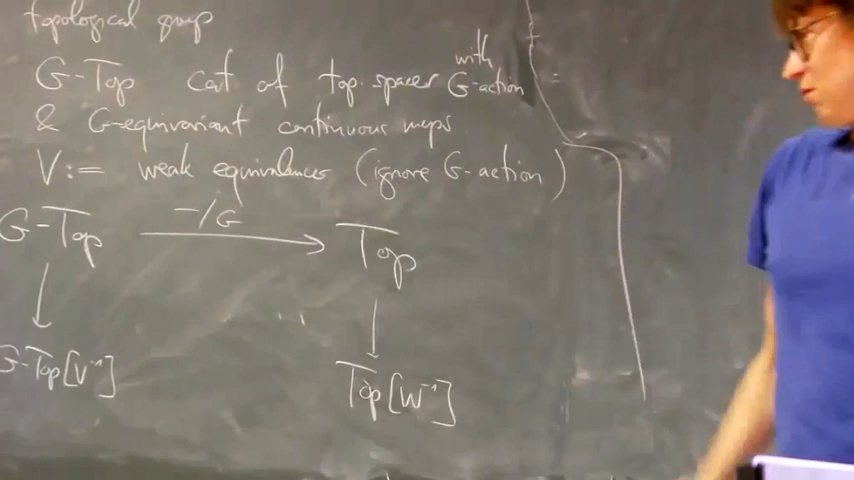 topological group
G-Top cat of top. spaces with G-action
& G-equivariant continuous maps
V := weak equivalences (ignore G-action)
G-Top -/G Top
G-Top[V⁻¹] Top[W⁻¹]